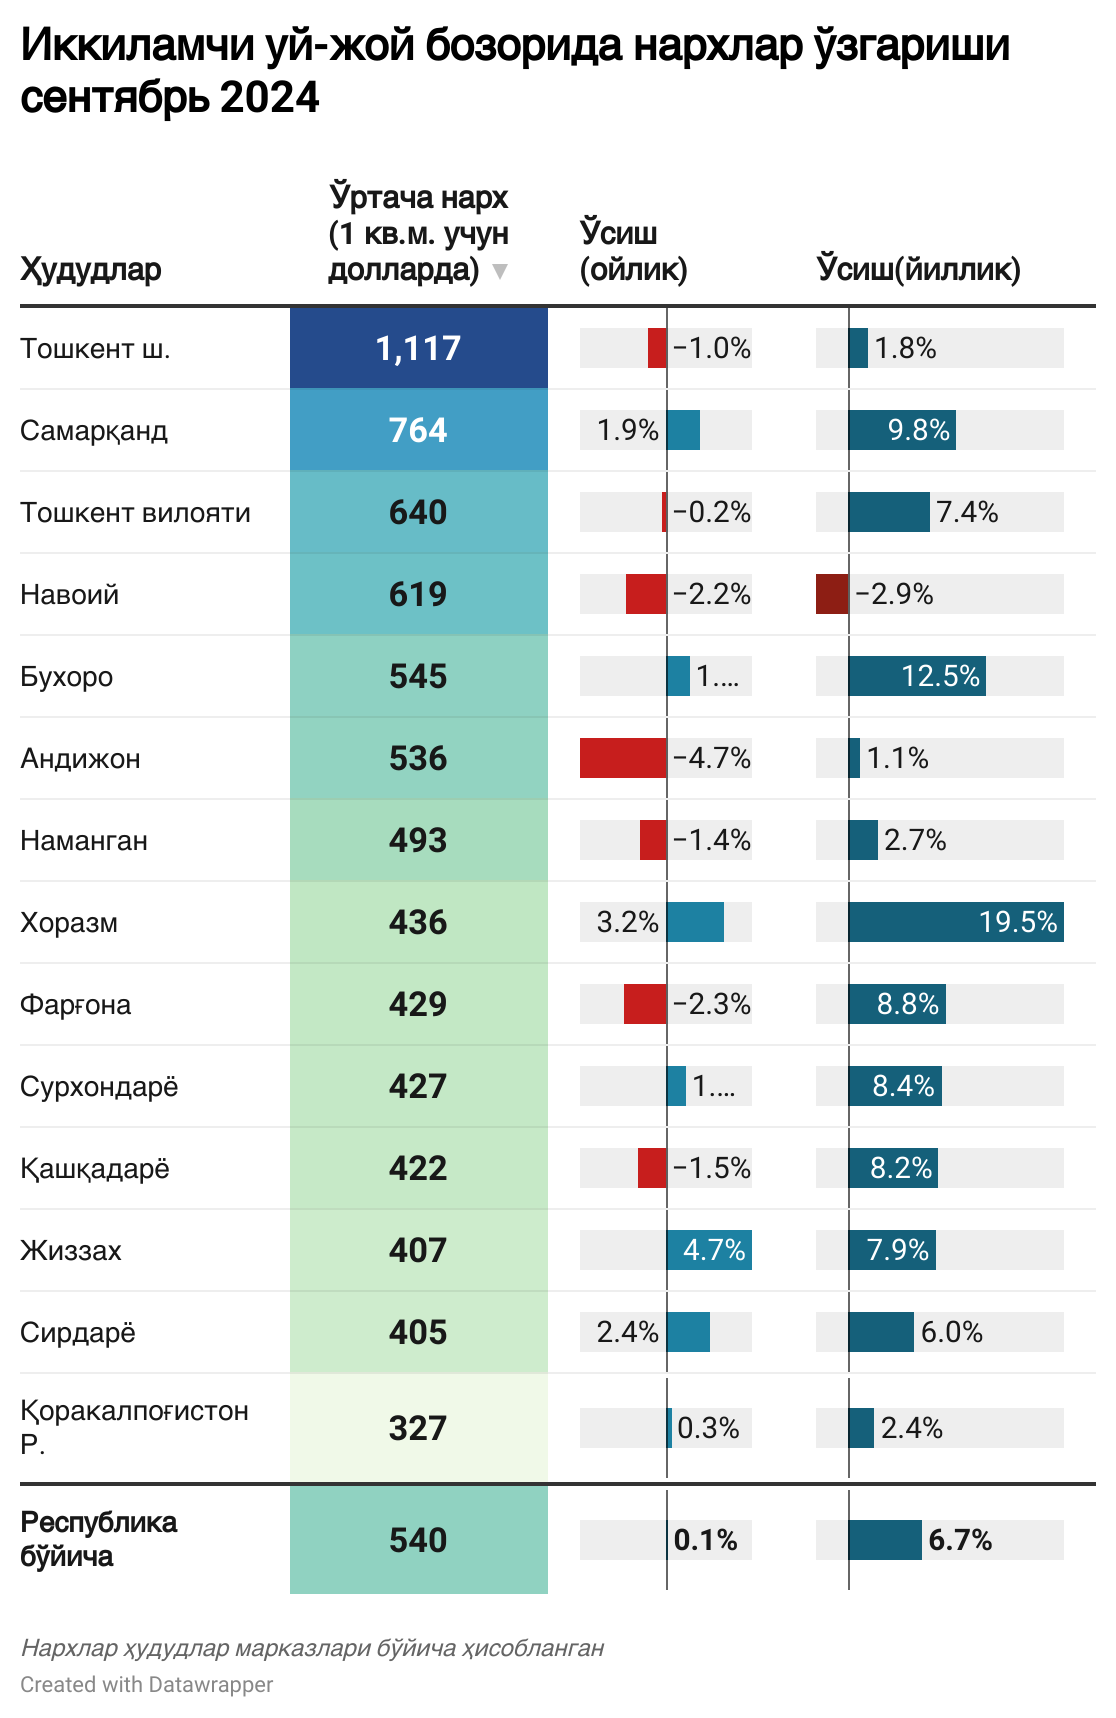 Иккиламчи уй-жой бозорида нархлар ўзгариши
сентябрь 2024
Ҳудудлар
Ўртача нарх
(1 кв.м. учун
долларда) ▼
Ўсиш
(ойлик)
Ўсиш(йиллик)
Тошкент ш. 1,117 −1.0% 1.8%
Самарқанд 764 1.9% 9.8%
Тошкент вилояти 640 −0.2% 7.4%
Навоий 619 −2.2% −2.9%
Бухоро 545 1.… 12.5%
Андижон 536 −4.7% 1.1%
Наманган 493 −1.4% 2.7%
Хоразм 436 3.2% 19.5%
Фарғона 429 −2.3% 8.8%
Сурхондарё 427 1.… 8.4%
Қашқадарё 422 −1.5% 8.2%
Жиззах 407 4.7% 7.9%
Сирдарё 405 2.4% 6.0%
Қоракалпоғистон
Р. 327 0.3% 2.4%
Республика
бўйича 540 0.1% 6.7%
Нархлар ҳудудлар марказлари бўйича ҳисобланган
Created with Datawrapper